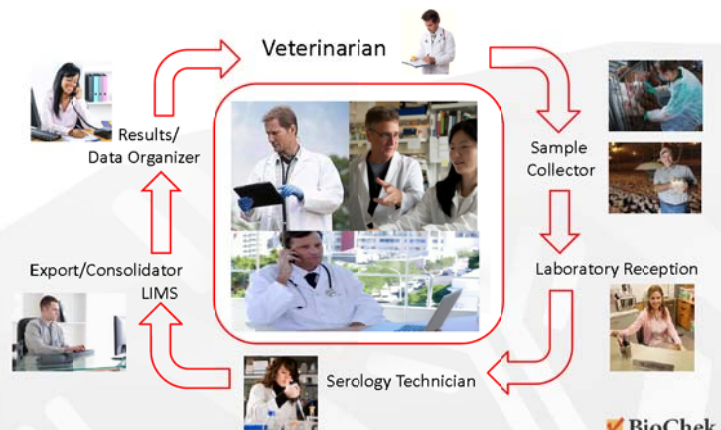 Veterinarian
Sample
Collector
Laboratory Reception
Serology Technician
Export/Consolidator
LIMS
Results/
Data Organizer
BioChek